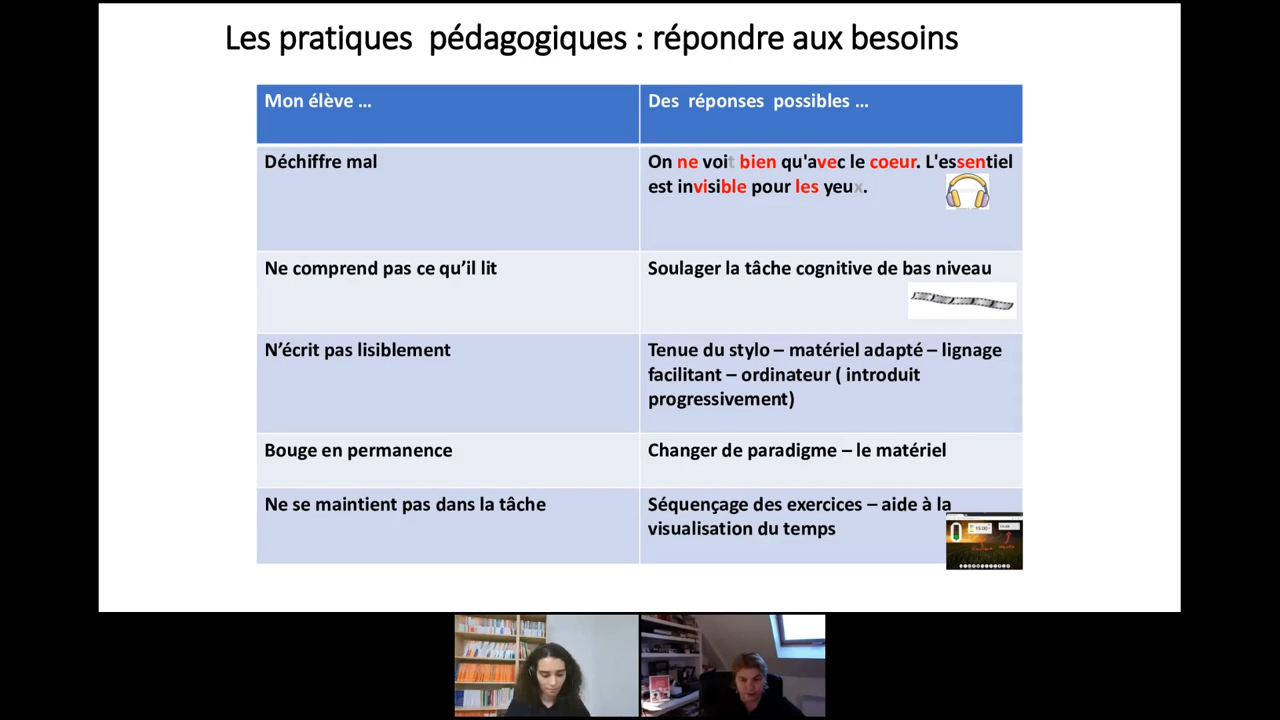 Les pratiques pédagogiques : répondre aux besoins
Mon élève …
Des réponses possibles …
Déchiffre mal
On ne voit bien qu'avec le coeur. L'essentiel
est invisible pour les yeux.
Ne comprend pas ce qu’il lit
Soulager la tâche cognitive de bas niveau
N’écrit pas lisiblement
Tenue du stylo – matériel adapté – lignage
facilitant – ordinateur ( introduit
progressivement)
Bouge en permanence
Changer de paradigme – le matériel
Ne se maintient pas dans la tâche
Séquençage des exercices – aide à la
visualisation du temps